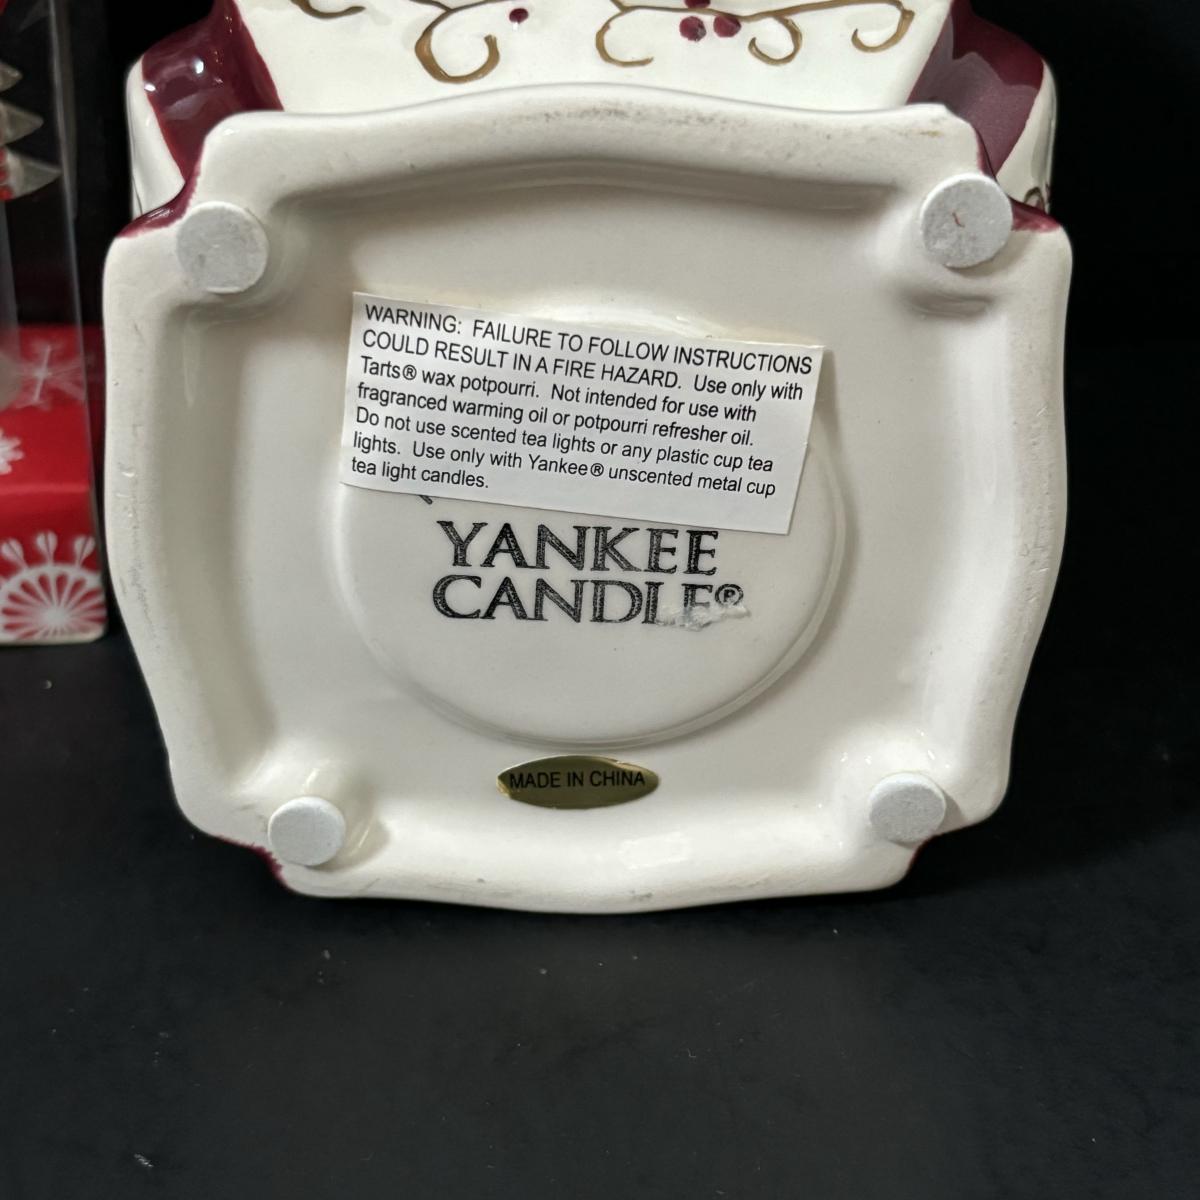 WARNING: FAILURE TO FOLLOW INSTRUCTIONS
COULD RESULT IN A FIRE HAZARD. Use only with
Tarts® wax potpourri. Not intended for use with
fragranced warming oil or potpourri refresher oil.
Do not use scented tea lights or any plastic cup tea
lights. Use only with Yankee® unscented metal cup
tea light candles.
YANKEE
CANDLE®
MADE IN CHINA